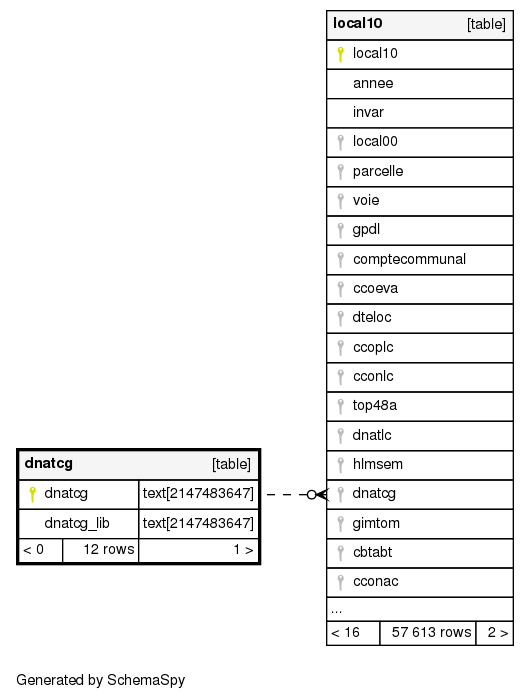 local10 [table]
local10
annee
invar
local00
parcelle
voie
gpdl
comptecommunal
ccoeva
dteloc
ccoplc
cconlc
top48a
dnatlc
hlmsem
dnatcg
gimtom
cbtabt
cconac
...
< 16 57 613 rows 2 >
dnatcg [table]
dnatcg text[2147483647]
dnatcg_lib text[2147483647]
< 0 12 rows 1 >
Generated by SchemaSpy